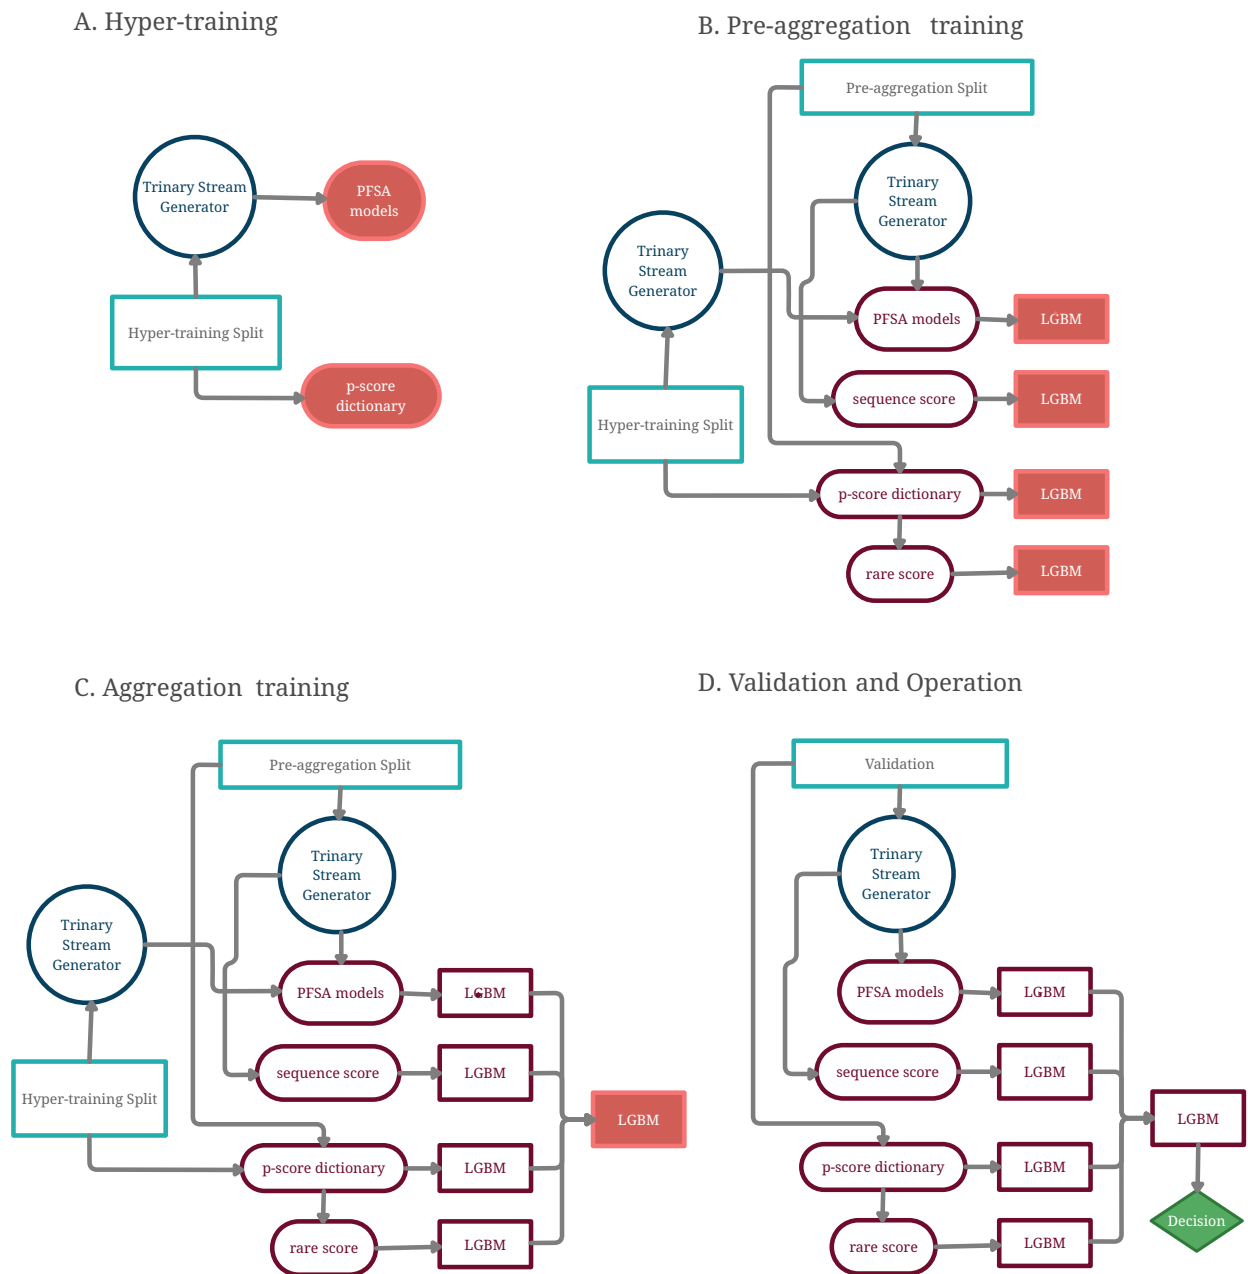 A. Hyper-training
Trinary Stream
Generator
PFSA
models
Hyper-training Split
p-score
dictionary
B. Pre-aggregation training
Pre-aggregation Split
Trinary
Stream
Generator
Trinary
Stream
Generator
PFSA models
LGBM
sequence score
LGBM
Hyper-training Split
p-score dictionary
LGBM
rare score
LGBM
C. Aggregation training
Pre-aggregation Split
Trinary
Stream
Generator
Trinary
Stream
Generator
PFSA models
LGBM
sequence score
LGBM
Hyper-training Split
LGBM
p-score dictionary
LGBM
rare score
LGBM
D. Validation and Operation
Validation
Trinary
Stream
Generator
PFSA models
LGBM
sequence score
LGBM
LGBM
p-score dictionary
LGBM
Decision
rare score
LGBM